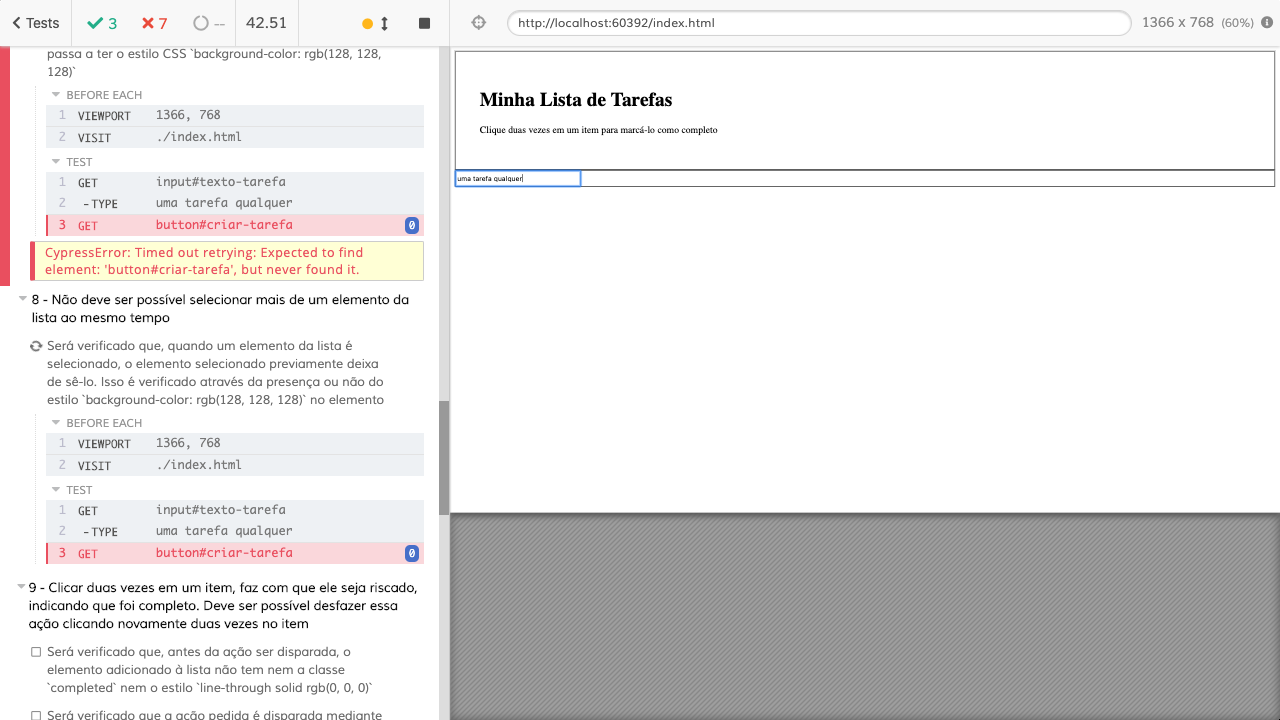 Tests 3 7 -- 42.51 http://localhost:60392/index.html 1366 x 768 (60%)
passa a ter o estilo CSS `background-color: rgb(128, 128,
128)`
BEFORE EACH
1 VIEWPORT 1366, 768
2 VISIT ./index.html
TEST
1 GET input#texto-tarefa
2 -TYPE uma tarefa qualquer
3 GET button#criar-tarefa 0
CypressError: Timed out retrying: Expected to find
element: 'button#criar-tarefa', but never found it.
8 - Não deve ser possível selecionar mais de um elemento da
lista ao mesmo tempo
Será verificado que, quando um elemento da lista é
selecionado, o elemento selecionado previamente deixa
de sê-lo. Isso é verificado através da presença ou não do
estilo `background-color: rgb(128, 128, 128)` no elemento
BEFORE EACH
1 VIEWPORT 1366, 768
2 VISIT ./index.html
TEST
1 GET input#texto-tarefa
2 -TYPE uma tarefa qualquer
3 GET button#criar-tarefa 0
9 - Clicar duas vezes em um item, faz com que ele seja riscado,
indicando que foi completo. Deve ser possível desfazer essa
ação clicando novamente duas vezes no item
Será verificado que, antes da ação ser disparada, o
elemento adicionado à lista não tem nem a classe
`completed` nem o estilo `line-through solid rgb(0, 0, 0)`
Será verificado que a ação pedida é disparada mediante
Minha Lista de Tarefas
Clique duas vezes em um item para marcá-lo como completo
uma tarefa qualquer